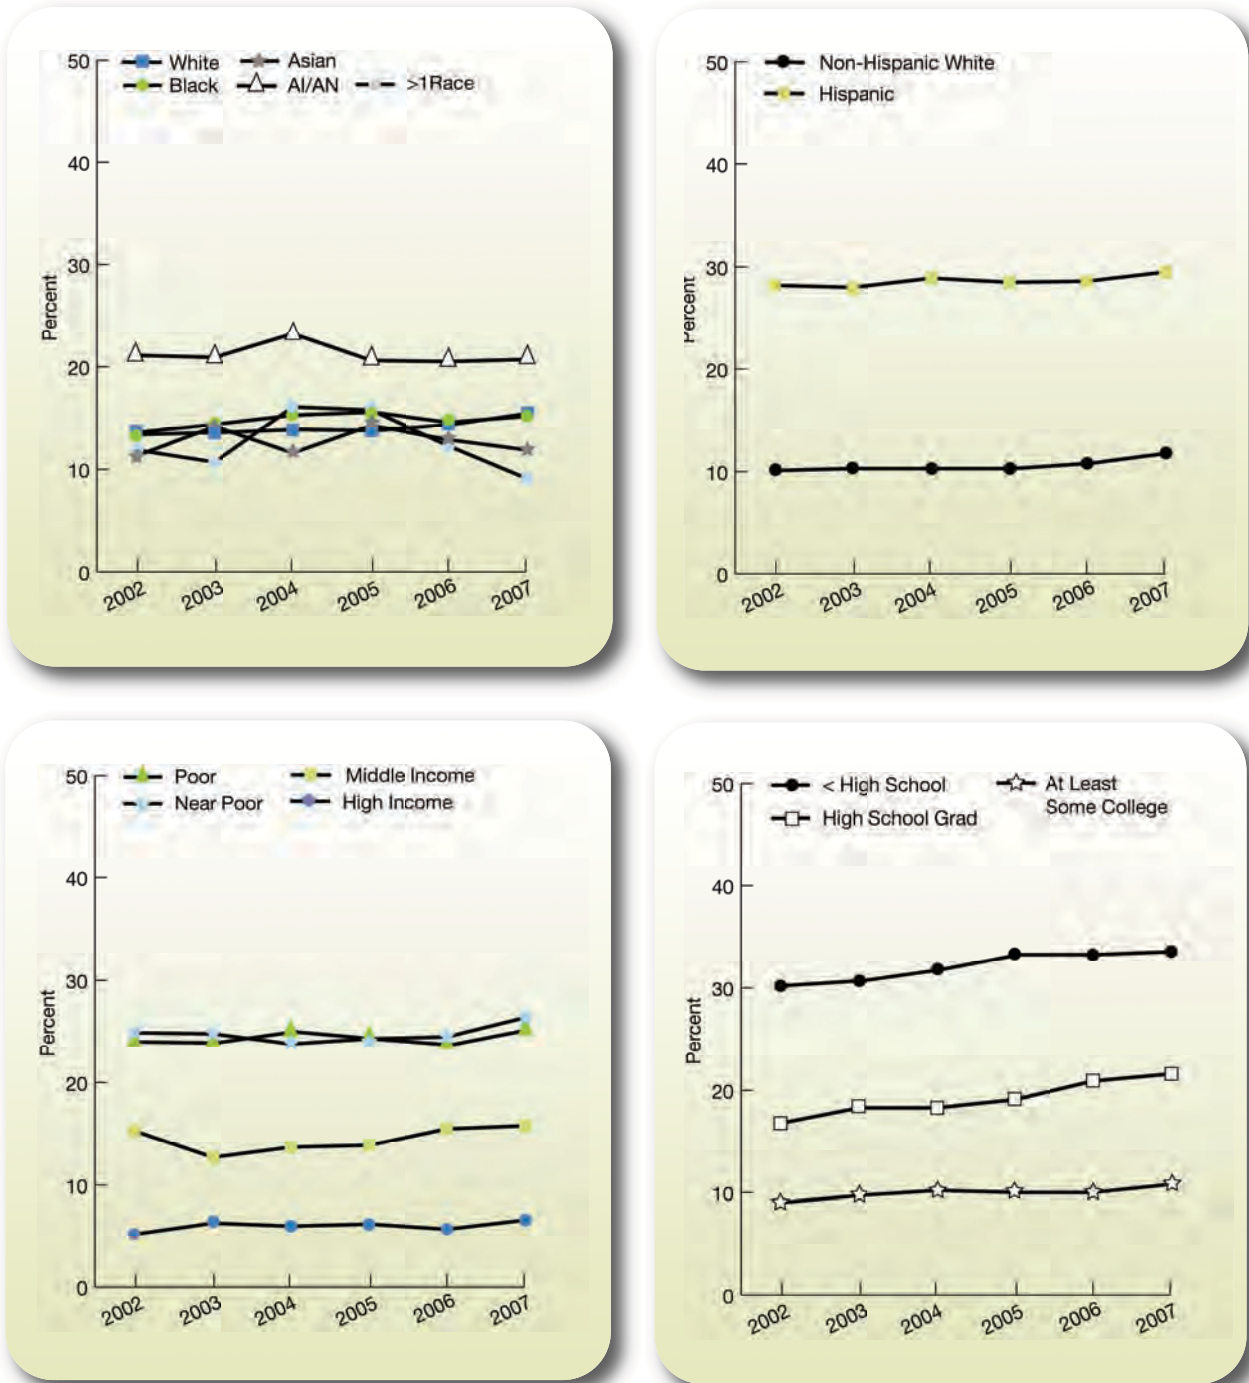 White Asian
Black AI/AN >1Race
50
40
30
20
10
0
Percent
2002 2003 2004 2005 2006 2007
Non-Hispanic White
Hispanic
50
40
30
20
10
0
Percent
2002 2003 2004 2005 2006 2007
Poor Middle Income
Near Poor High Income
50
40
30
20
10
0
Percent
2002 2003 2004 2005 2006 2007
< High School At Least
Some College
High School Grad
50
40
30
20
10
0
Percent
2002 2003 2004 2005 2006 2007